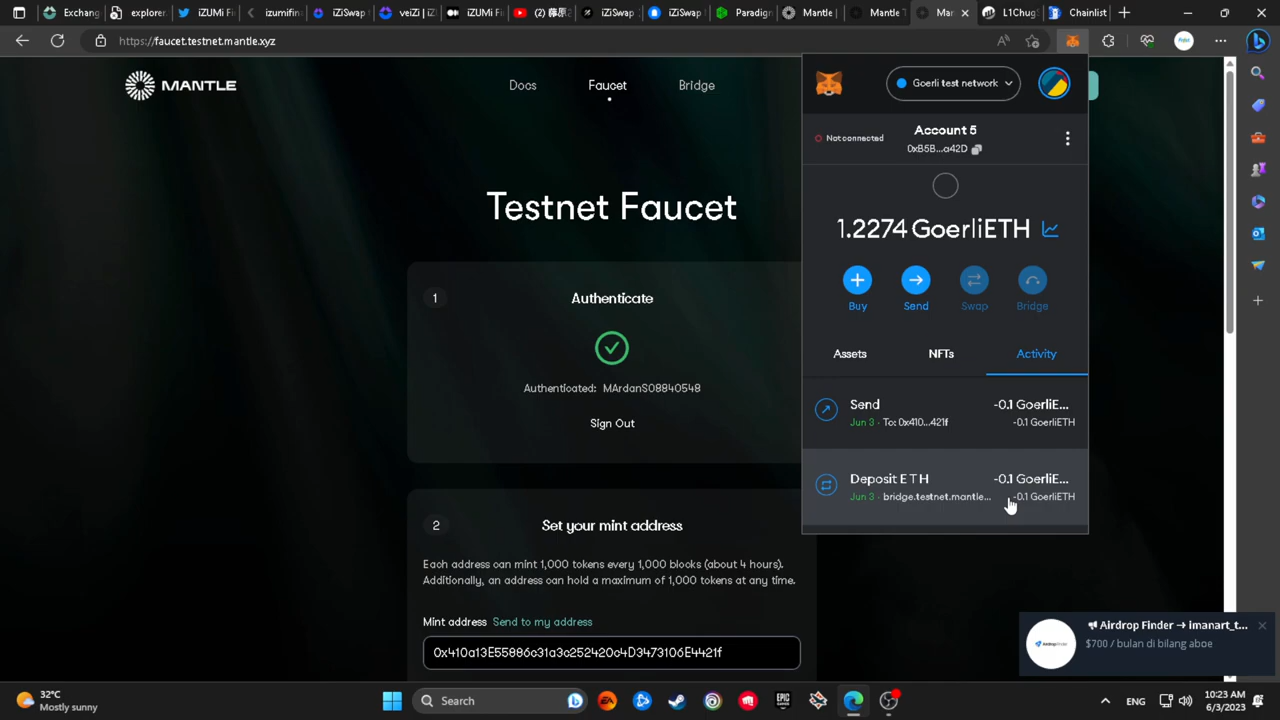 Exchang
explorer
iZUMi Fi
izumifin
iZiSwap
veiZi | iZ
iZUMi Fi
iZiSwap
iZiSwap
Paradign
Mantle |
Mantle T
Mar
L1Chug
Chainlist
https://faucet.testnet.mantle.xyz
MANTLE
Docs
Faucet
Bridge
Testnet Faucet
1
Authenticate
Authenticated: MArdanS08840548
Sign Out
2
Set your mint address
Each address can mint 1,000 tokens every 1,000 blocks (about 4 hours).
Additionally, an address can hold a maximum of 1,000 tokens at any time.
Mint address Send to my address
Goerli test network
Not connected
Account 5
0xB5B...a42D
1.2274 GoerliETH
Buy
Send
Swap
Bridge
Assets
NFTs
Activity
Send
-0.1 GoerliE...
Jun 3 · To: 0x410...421f
-0.1 GoerliETH
Deposit E T H
-0.1 GoerliE...
Jun 3 · bridge.testnet.mantle...
-0.1 GoerliETH
Airdrop Finder → imanart_t...
$700 / bulan di bilang aboe
32°C
Mostly sunny
Search
EPIC
GAMES
ENG
10:23 AM
6/3/2023